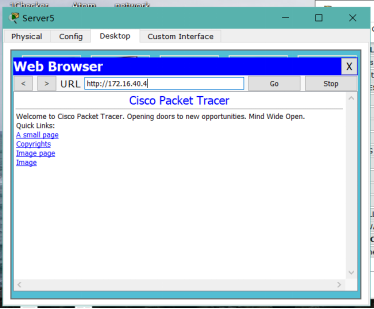 Server5
Physical Config Desktop Custom Interface
Web Browser X
< > URL http://172.16.40.4 Go Stop
Cisco Packet Tracer
Welcome to Cisco Packet Tracer. Opening doors to new opportunities. Mind Wide Open.
Quick Links:
A small page
Copyrights
Image page
Image